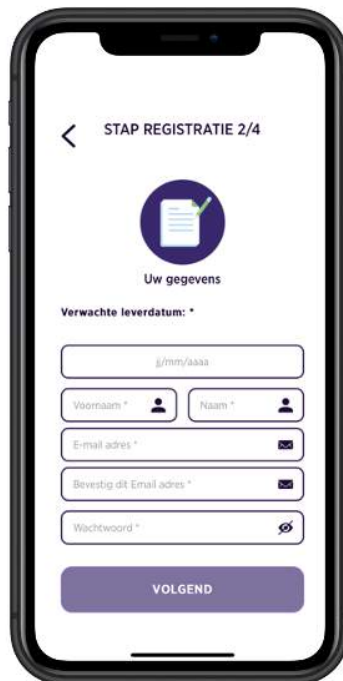 STAP REGISTRATIE 2/4
Uw gegevens
Verwachte leverdatum: *
jj/mm/aaaa
Voornaam * Naam *
E-mail adres *
Bevestig dit Email adres *
Wachtwoord *
VOLGEND